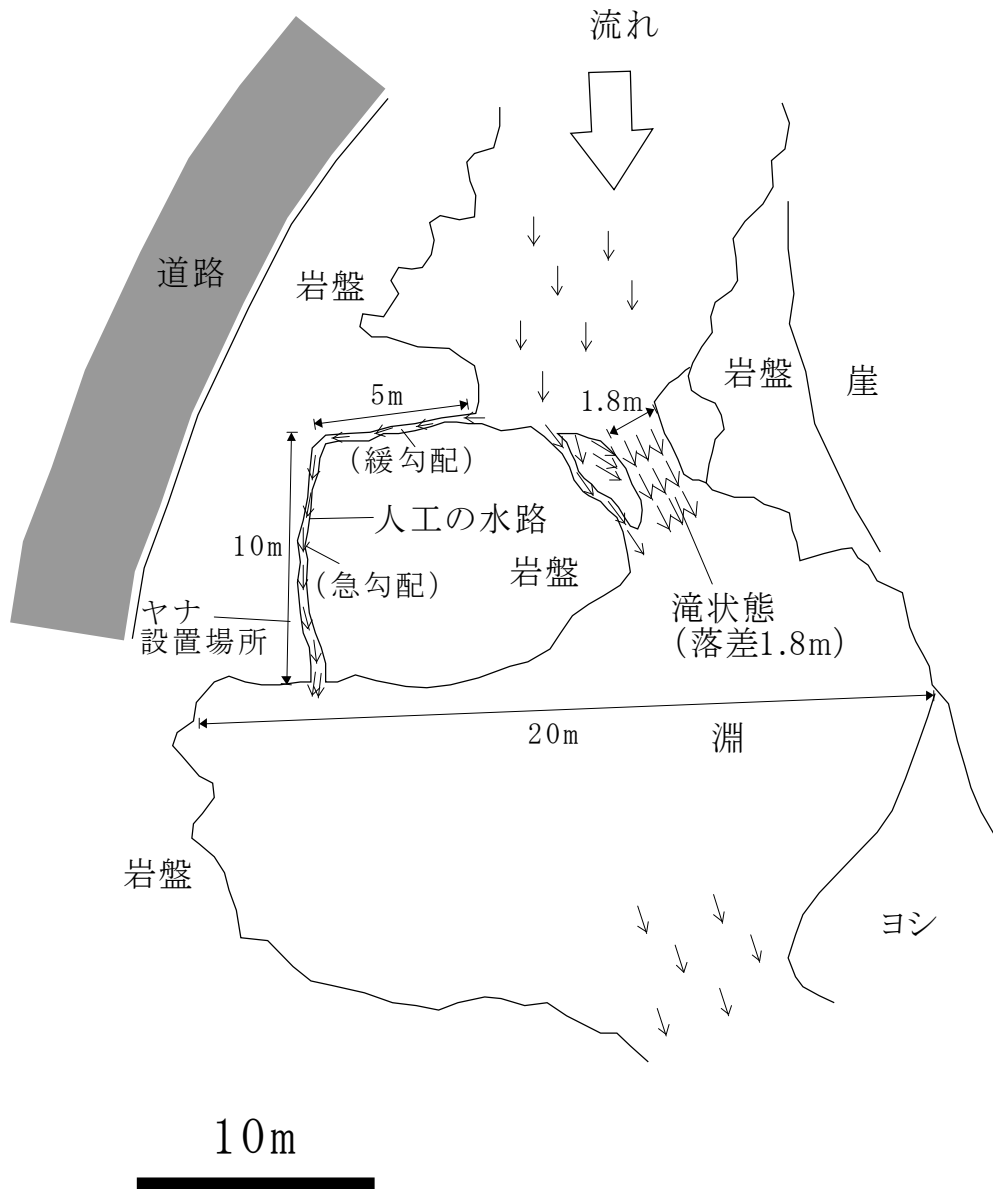 流れ
道路
岩盤
岩盤
崖
5m
1.8m
(緩勾配)
人工の水路
10m
(急勾配)
岩盤
ヤナ
設置場所
滝状態
(落差1.8m)
20m
淵
岩盤
ヨシ
10m